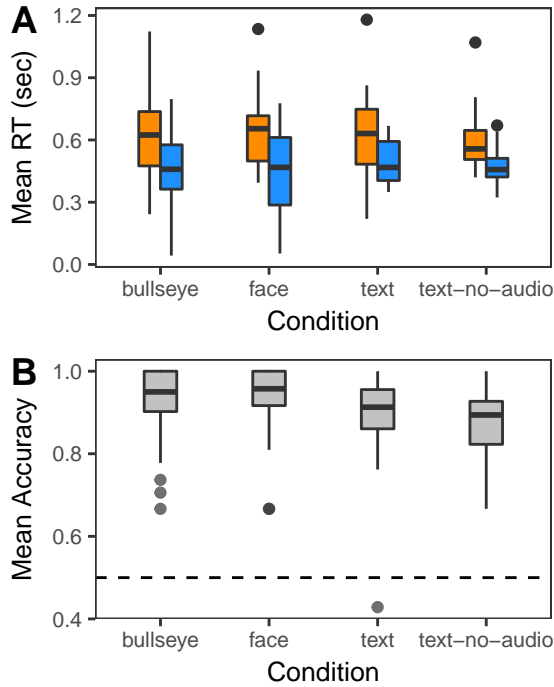 A
Mean RT (sec)
1.2
0.9
0.6
0.3
0.0
bullseye face text text−no−audio
Condition
B
Mean Accuracy
1.0
0.8
0.6
0.4
bullseye face text text−no−audio
Condition